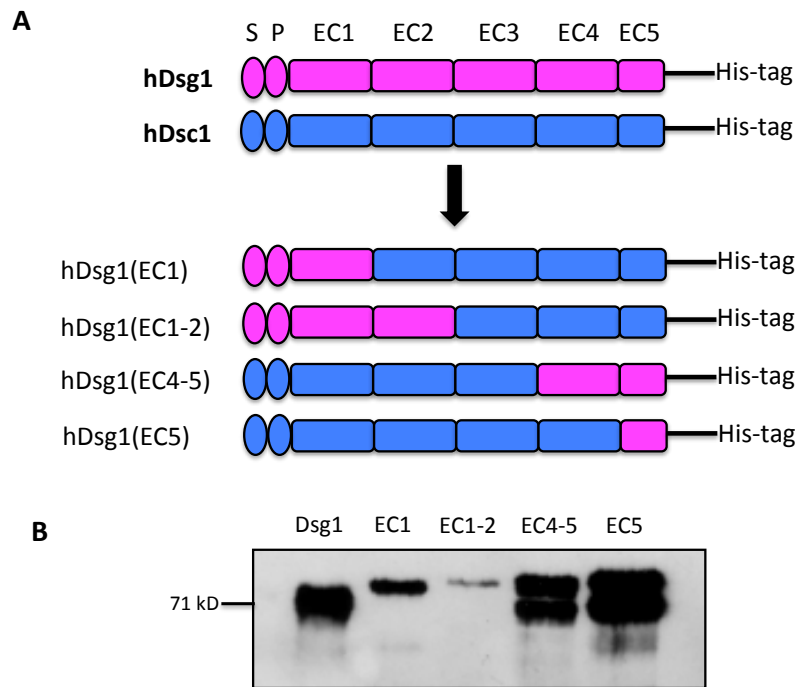 A
S P EC1 EC2 EC3 EC4 EC5
hDsg1 His-tag
hDsc1 His-tag
hDsg1(EC1) His-tag
hDsg1(EC1-2) His-tag
hDsg1(EC4-5) His-tag
hDsg1(EC5) His-tag
B
Dsg1 EC1 EC1-2 EC4-5 EC5
71 kD